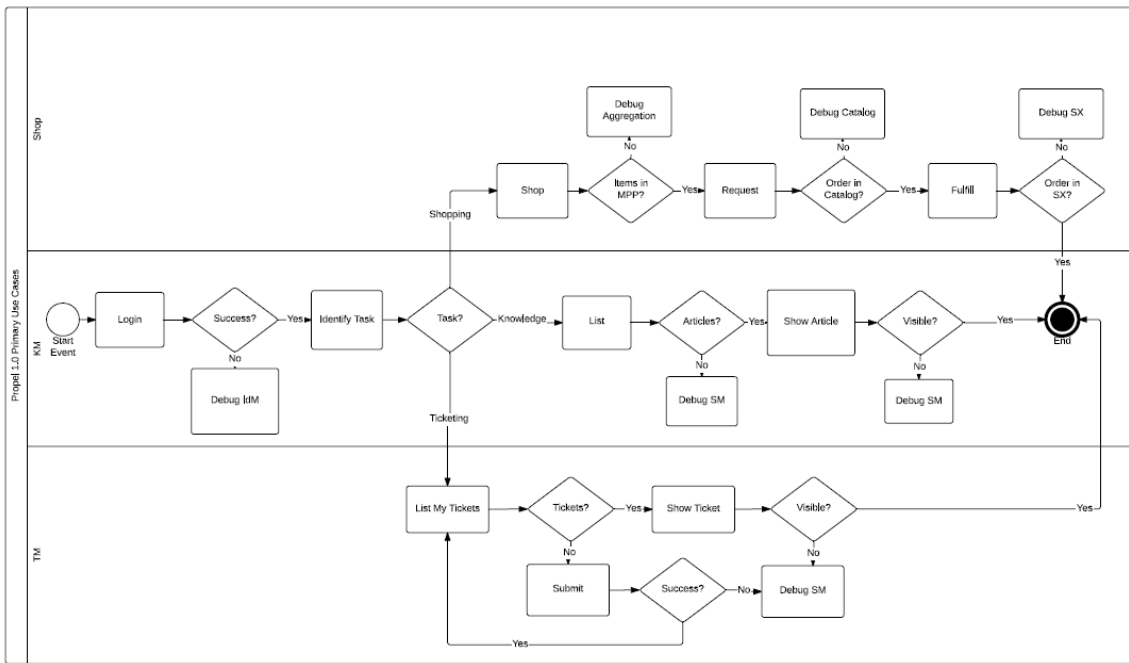 Propel 1.0 Primary Use Cases
Shop
Debug
Aggregation
No
Debug Catalog
No
Debug SX
No
Shop
Items in
MPP?
Yes
Request
Order in
Catalog?
Yes
Fulfill
Order in
SX?
Shopping
Yes
KM
Start
Event
Login
Success?
Yes
Identify Task
Task?
Knowledge
List
Articles?
Yes
Show Article
Visible?
Yes
End
No
Debug IdM
No
Debug SM
No
Debug SM
Ticketing
TM
List My Tickets
Tickets?
Yes
Show Ticket
Visible?
Yes
No
Submit
Success?
No
No
Debug SM
Yes